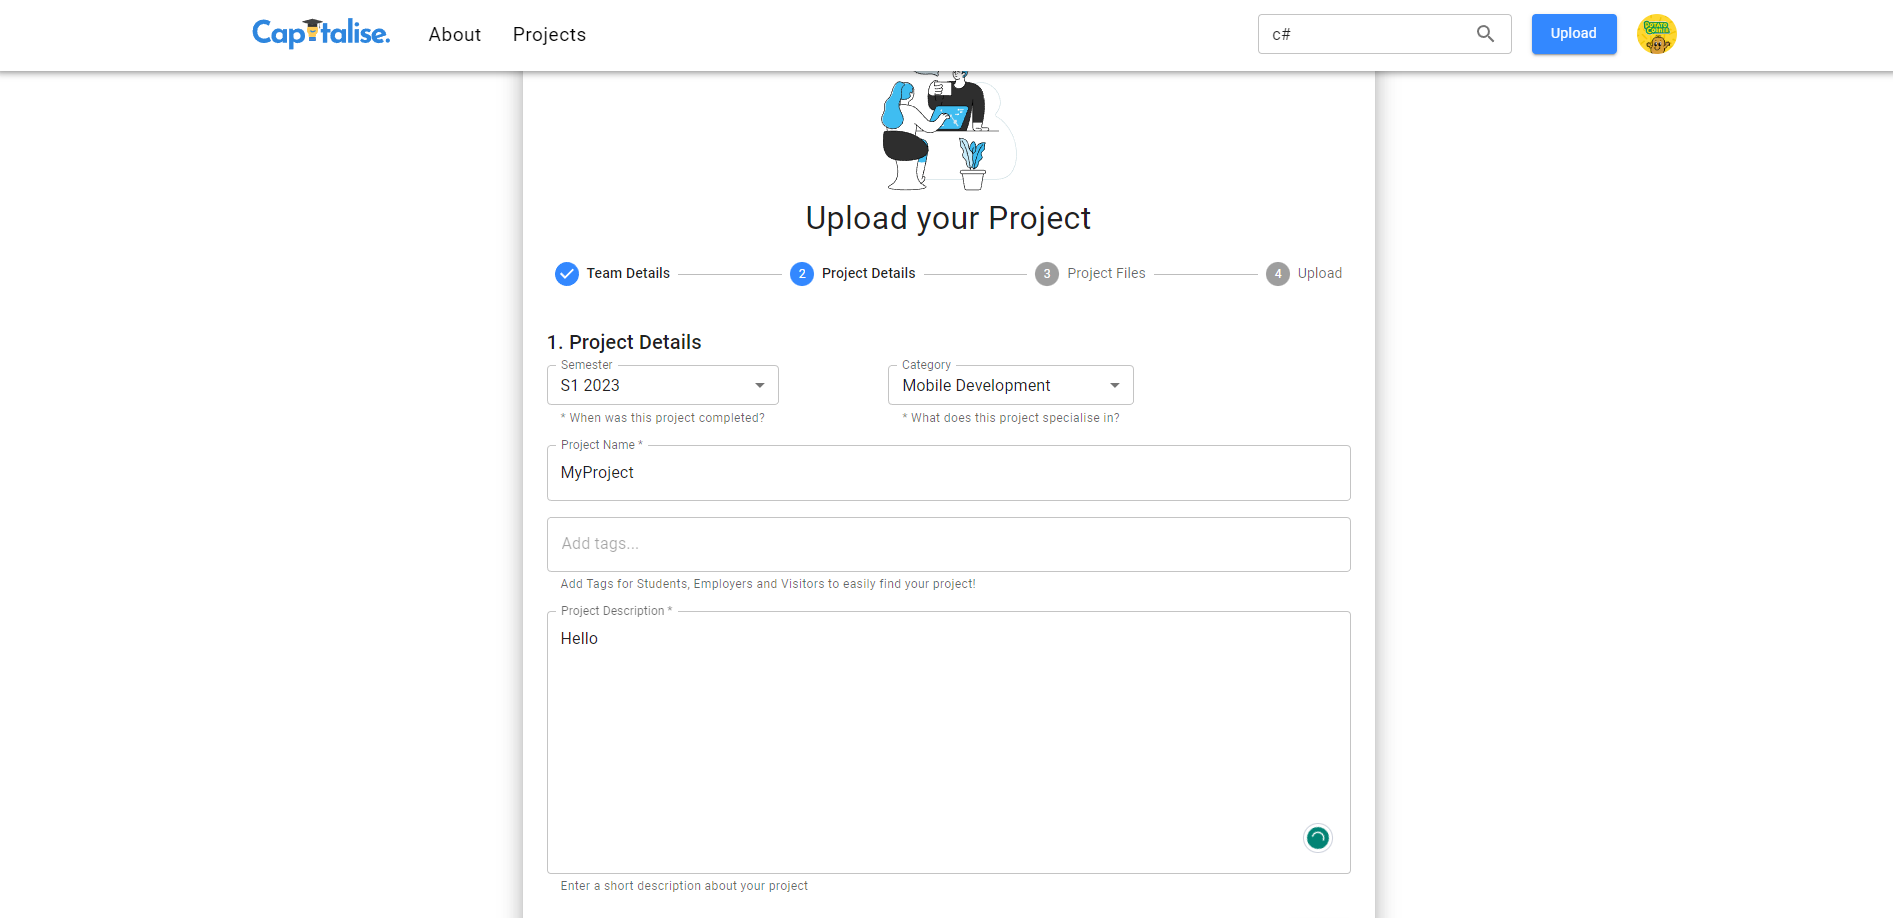 Capitalise.
About
Projects
c#
Upload
POTATO
CORNER
Upload your Project
Team Details
2
Project Details
3
Project Files
4
Upload
1. Project Details
Semester
S1 2023
* When was this project completed?
Category
Mobile Development
* What does this project specialise in?
Project Name *
MyProject
Add tags...
Add Tags for Students, Employers and Visitors to easily find your project!
Project Description *
Hello
Enter a short description about your project